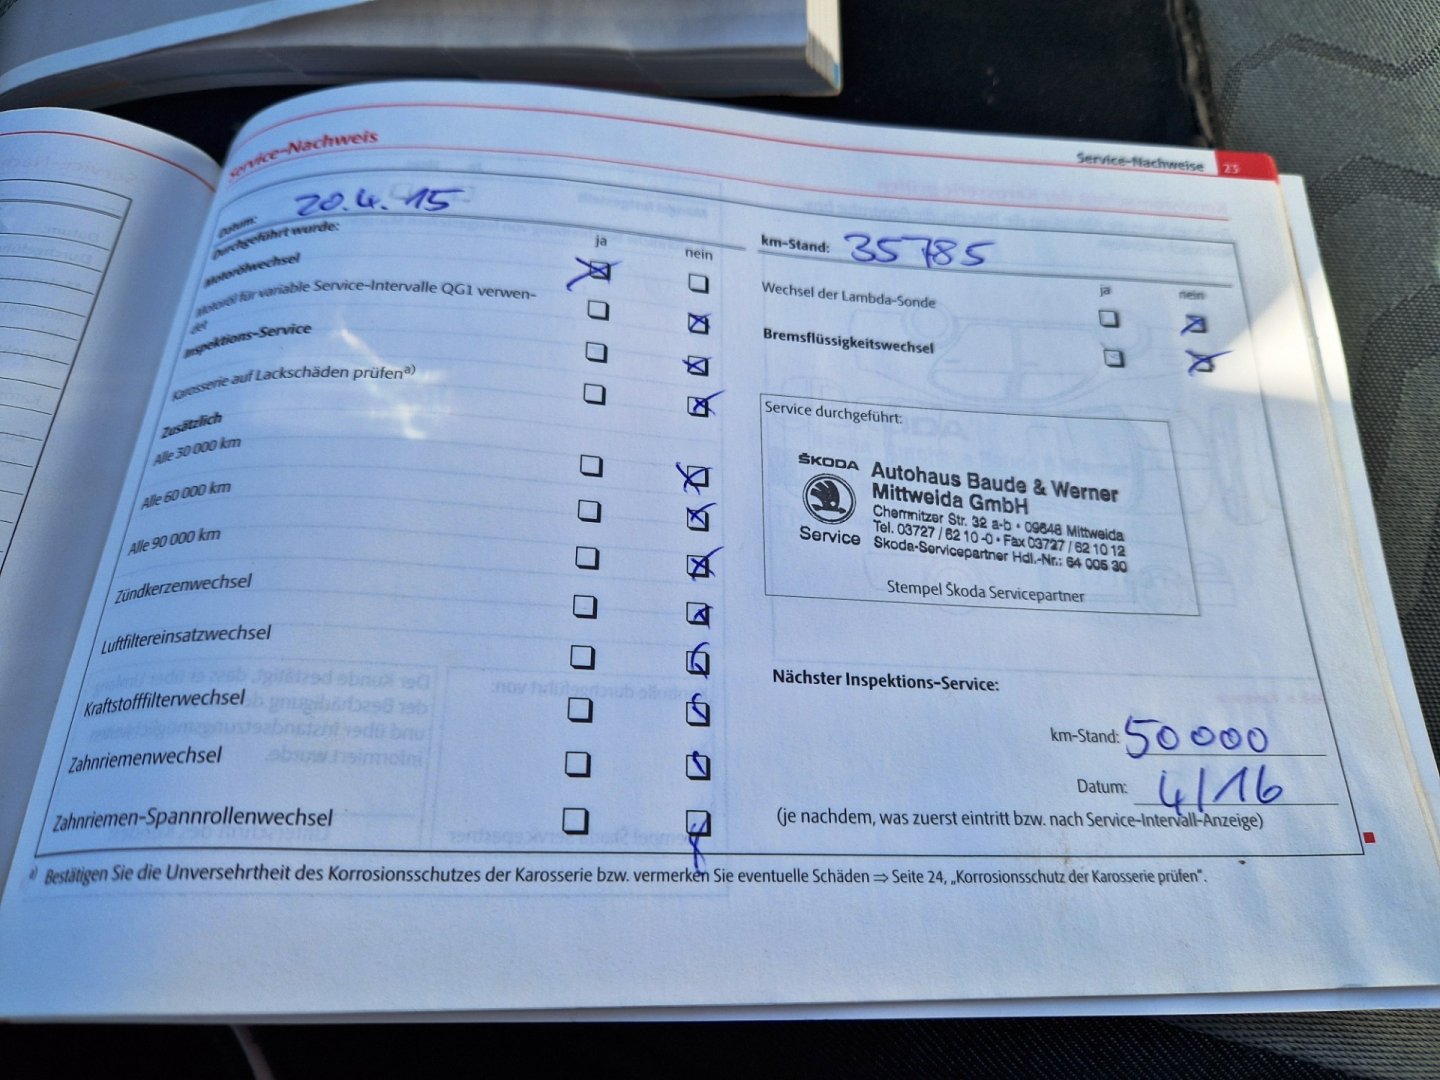 Service-Nachweise 23
Service-Nachweis
Datum: 20.4.15
Durchgeführt wurde:
ja nein
Motorölwechsel
Motoröl für variable Service-Intervalle QG1 verwen-
det
Inspektions-Service
Karosserie auf Lackschäden prüfena)
Zusätzlich
Alle 30 000 km
Alle 60 000 km
Alle 90 000 km
Zündkerzenwechsel
Luftfiltereinsatzwechsel
Kraftstofffilterwechsel
Zahnriemenwechsel
Zahnriemen-Spannrollenwechsel
km-Stand: 35785
ja nein
Wechsel der Lambda-Sonde
Bremsflüssigkeitswechsel
Service durchgeführt:
ŠKODA
Service
Autohaus Baude & Werner
Mittweida GmbH
Chemnitzer Str. 32 a-b • 09648 Mittweida
Tel. 03727 / 62 10 -0 • Fax 03727 / 62 10 12
Skoda-Servicepartner Hdl.-Nr.: 64 005 30
Stempel Škoda Servicepartner
Nächster Inspektions-Service:
km-Stand: 50000
Datum: 4/16
(je nachdem, was zuerst eintritt bzw. nach Service-Intervall-Anzeige)
a) Bestätigen Sie die Unversehrtheit des Korrosionsschutzes der Karosserie bzw. vermerken Sie eventuelle Schäden ⇒ Seite 24, „Korrosionsschutz der Karosserie prüfen“.